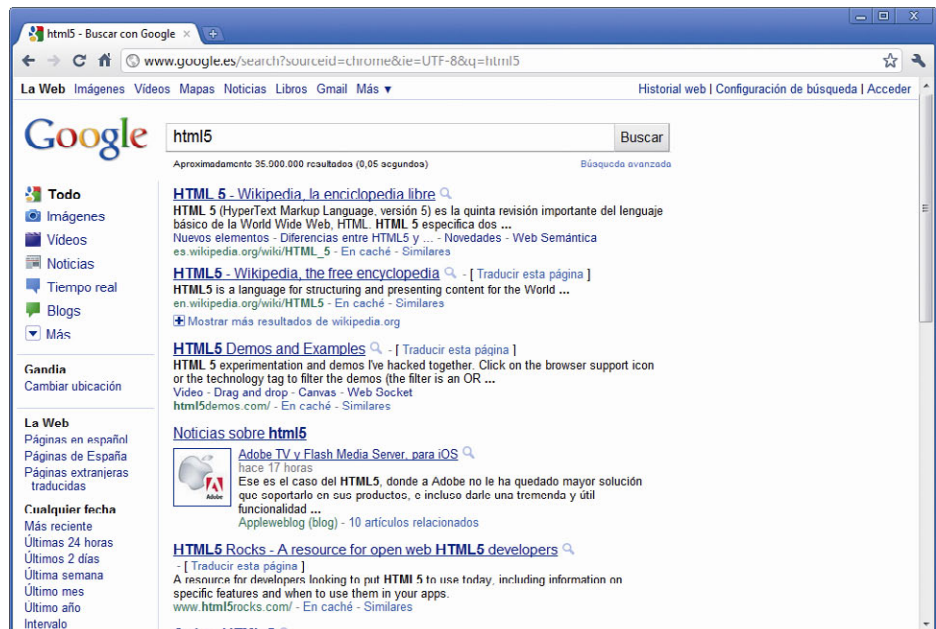 html5 - Buscar con Google
www.google.es/search?sourceid=chrome&ie=UTF-8&q=html5
La Web Imágenes Vídeos Mapas Noticias Libros Gmail Más ▼
Historial web | Configuración de búsqueda | Acceder
Google
html5
Buscar
Aproximadamente 35.900.000 resultados (0,05 segundos)
Búsqueda avanzada
Todo
Imágenes
Vídeos
Noticias
Tiempo real
Blogs
Más
Gandia
Cambiar ubicación
La Web
Páginas en español
Páginas de España
Páginas extranjeras
traducidas
Cualquier fecha
Más reciente
Últimas 24 horas
Últimos 2 días
Última semana
Último mes
Último año
Intervalo
HTML 5 - Wikipedia, la enciclopedia libre
HTML 5 (HyperText Markup Language, versión 5) es la quinta revisión importante del lenguaje
básico de la World Wide Web, HTML. HTML 5 especifica dos ...
Nuevos elementos - Diferencias entre HTML5 y ... - Novedades - Web Semántica
es.wikipedia.org/wiki/HTML_5 - En caché - Similares
HTML5 - Wikipedia, the free encyclopedia - [ Traducir esta página ]
HTML5 is a language for structuring and presenting content for the World ...
en.wikipedia.org/wiki/HTML5 - En caché - Similares
Mostrar más resultados de wikipedia.org
HTML5 Demos and Examples - [ Traducir esta página ]
HTML 5 experimentation and demos I've hacked together. Click on the browser support icon
or the technology tag to filter the demos (the filter is an OR ...
Video - Drag and drop - Canvas - Web Socket
html5demos.com/ - En caché - Similares
Noticias sobre html5
Adobe TV y Flash Media Server, para iOS
hace 17 horas
Adobe
Ese es el caso del HTML5, donde a Adobe no le ha quedado mayor solución
que soportarlo en sus productos, e incluso darle una tremenda y útil
funcionalidad ...
Appleweblog (blog) - 10 artículos relacionados
HTML5 Rocks - A resource for open web HTML5 developers
- [ Traducir esta página ]
A resource for developers looking to put HTML5 to use today, including information on
specific features and when to use them in your apps.
www.html5rocks.com/ - En caché - Similares